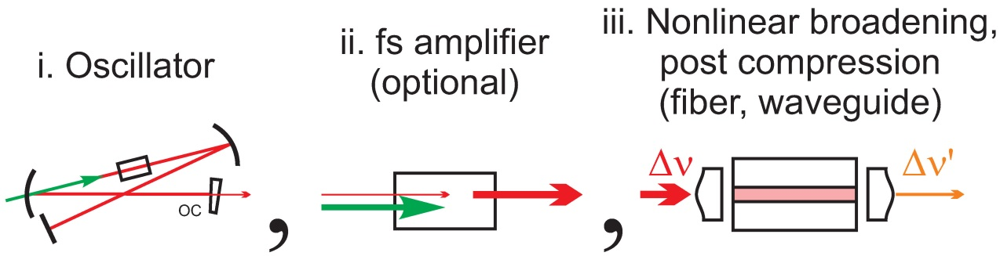 i. Oscillator
OC
,
ii. fs amplifier
(optional)
,
iii. Nonlinear broadening,
post compression
(fiber, waveguide)
Δν
Δν'